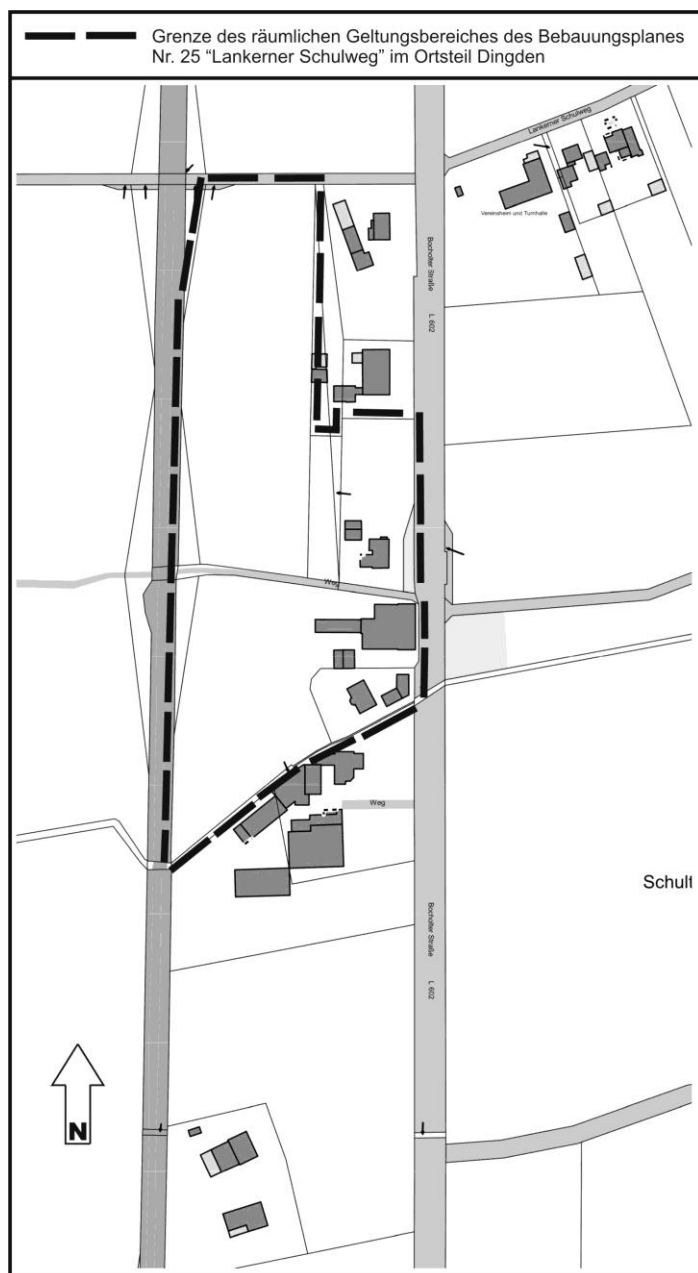 Grenze des räumlichen Geltungsbereiches des Bebauungsplanes
Nr. 25 “Lankerner Schulweg” im Ortsteil Dingden
Lankerner Schulweg
Vereinsheim und Turnhalle
Bocholter Straße
L 602
Weg
Weg
Schult
Bocholter Straße
L 602
N